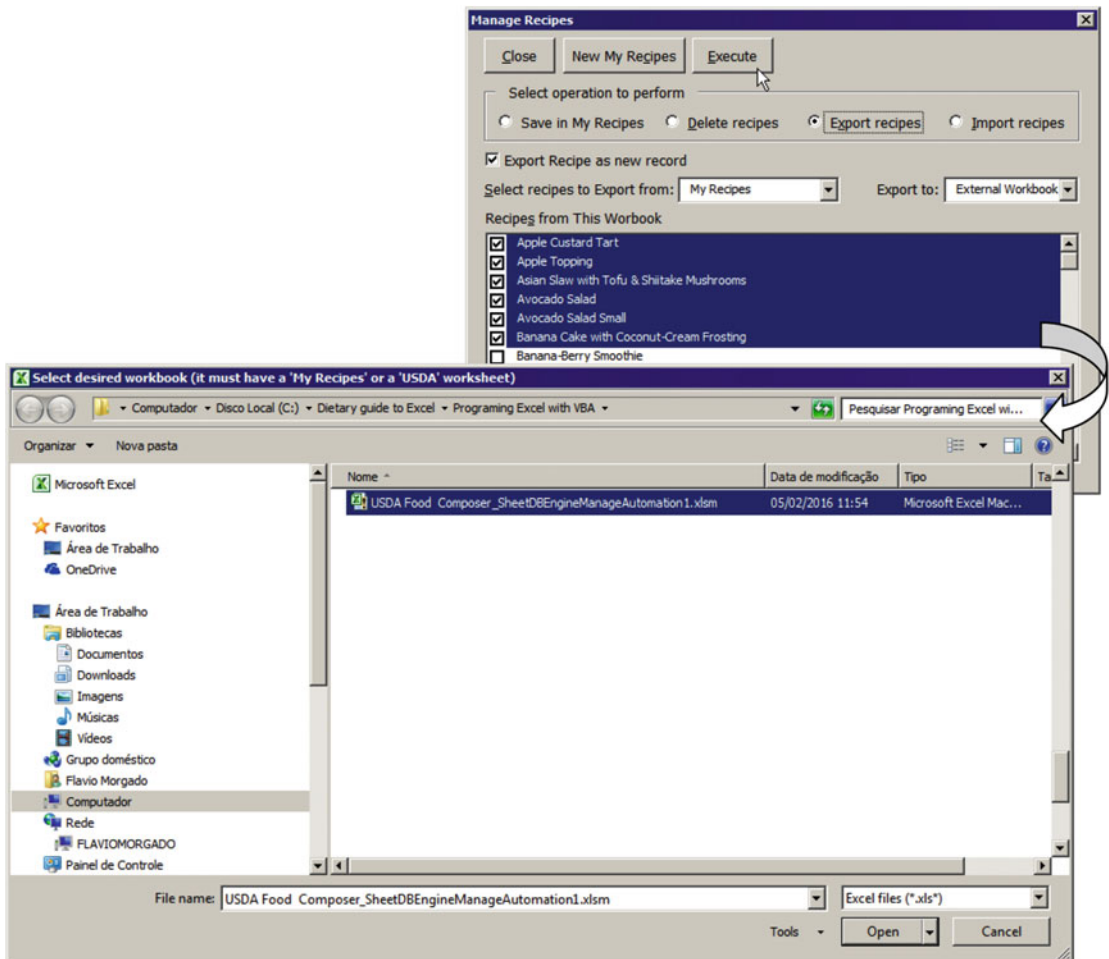 Manage Recipes
Close New My Recipes Execute
Select operation to perform
Save in My Recipes Delete recipes Export recipes Import recipes
Export Recipe as new record
Select recipes to Export from: My Recipes Export to: External Workbook
Recipes from This Worbook
Apple Custard Tart
Apple Topping
Asian Slaw with Tofu & Shiitake Mushrooms
Avocado Salad
Avocado Salad Small
Banana Cake with Coconut-Cream Frosting
Banana-Berry Smoothie
Select desired workbook (it must have a 'My Recipes' or a 'USDA' worksheet)
Computador Disco Local (C:) Dietary guide to Excel Programing Excel with VBA Pesquisar Programing Excel wi...
Organizar Nova pasta
Microsoft Excel
Favoritos
Área de Trabalho
OneDrive
Área de Trabalho
Bibliotecas
Documentos
Downloads
Imagens
Músicas
Vídeos
Grupo doméstico
Flavio Morgado
Computador
Rede
FLAVIOMORGADO
Painel de Controle
Nome Data de modificação Tipo Ta
USDA Food Composer_SheetDBEngineManageAutomation1.xlsm 05/02/2016 11:54 Microsoft Excel Mac...
File name: USDA Food Composer_SheetDBEngineManageAutomation1.xlsm Excel files (*.xls*)
Tools Open Cancel